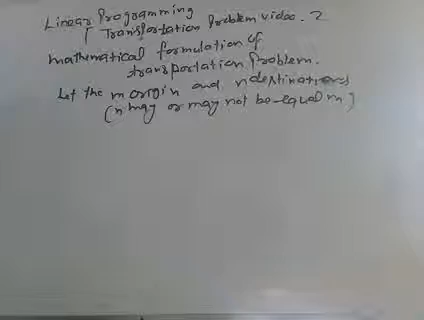 Linear Programming
[ Transportation Problem video. 2
mathematical formulation of
transportation Problem.
Let the m origin and n destinations
(n may or may not be equal m)